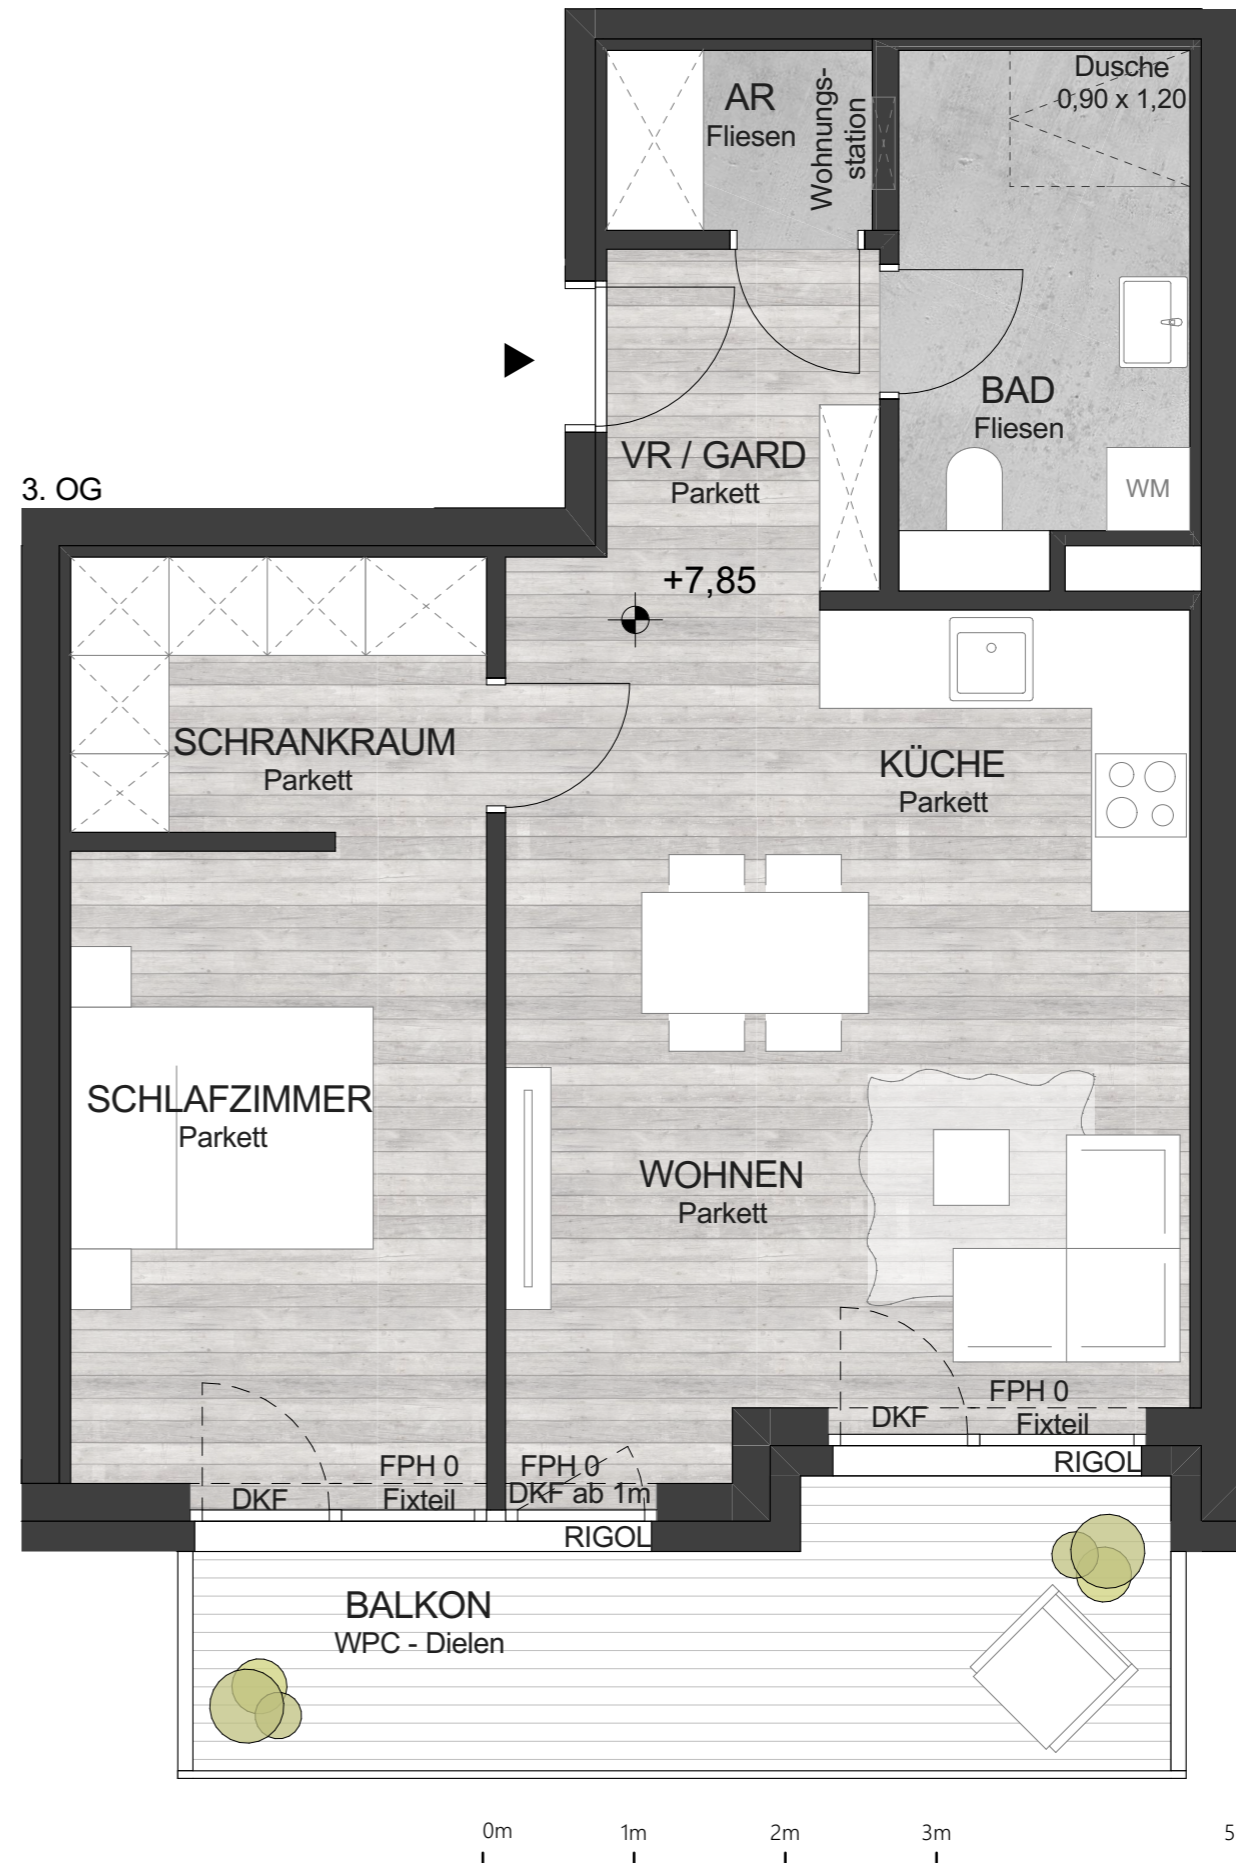 Dusche
0,90 x 1,20
AR
Fliesen
Wohnungs-
station
BAD
Fliesen
WM
VR / GARD
Parkett
3. OG
+7,85
SCHRANKRAUM
Parkett
KÜCHE
Parkett
SCHLAFZIMMER
Parkett
WOHNEN
Parkett
FPH 0
DKF
Fixteil
RIGOL
FPH 0
DKF
Fixteil
FPH 0
DKF ab 1m
RIGOL
BALKON
WPC - Dielen
0m 1m 2m 3m 5